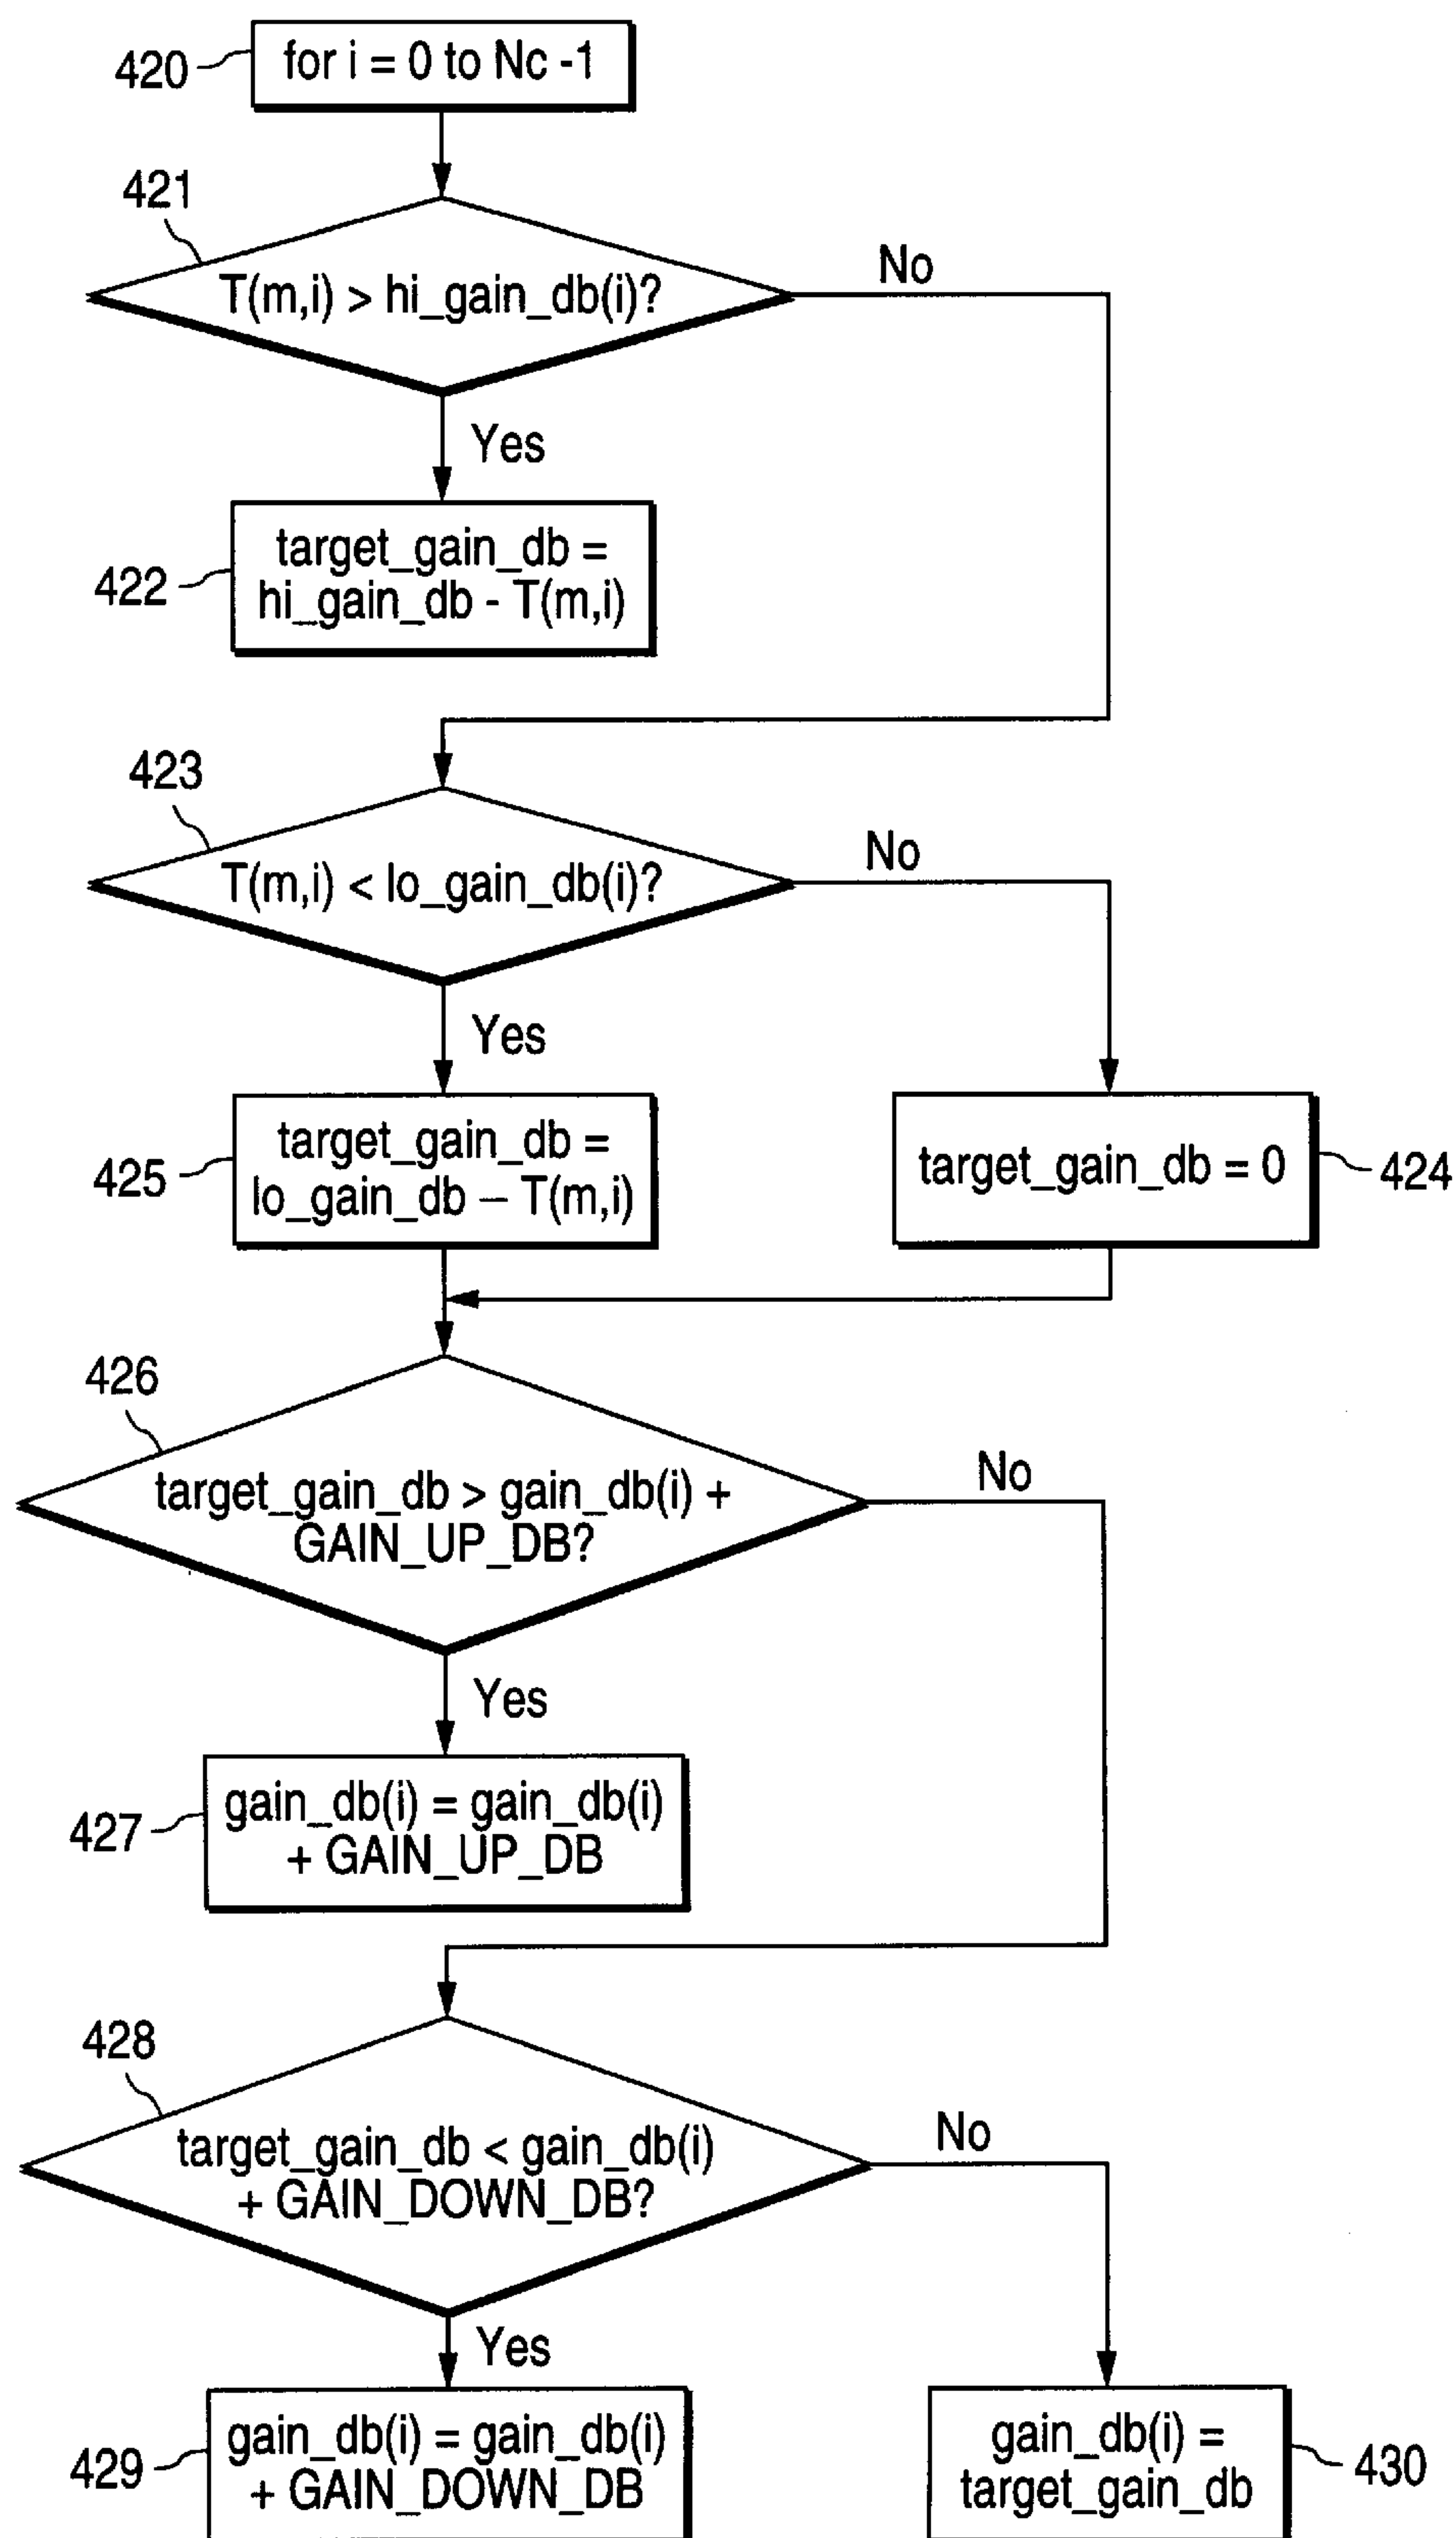 420
for i = 0 to Nc -1
421
T(m,i) > hi_gain_db(i)?
No
Yes
422
target_gain_db =
hi_gain_db - T(m,i)
423
T(m,i) < lo_gain_db(i)?
No
Yes
425
target_gain_db =
lo_gain_db – T(m,i)
target_gain_db = 0
424
426
target_gain_db > gain_db(i) +
GAIN_UP_DB?
No
Yes
427
gain_db(i) = gain_db(i)
+ GAIN_UP_DB
428
target_gain_db < gain_db(i)
+ GAIN_DOWN_DB?
No
Yes
429
gain_db(i) = gain_db(i)
+ GAIN_DOWN_DB
gain_db(i) =
target_gain_db
430